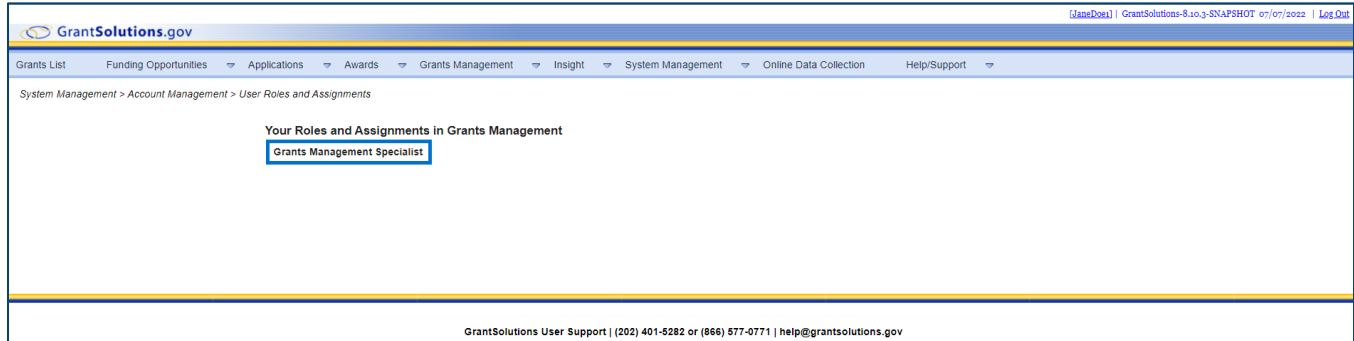 [JaneDoe1] | GrantSolutions-8.10.3-SNAPSHOT 07/07/2022 | Log Out
GrantSolutions.gov
Grants List Funding Opportunities Applications Awards Grants Management Insight System Management Online Data Collection Help/Support
System Management > Account Management > User Roles and Assignments
Your Roles and Assignments in Grants Management
Grants Management Specialist
GrantSolutions User Support | (202) 401-5282 or (866) 577-0771 | help@grantsolutions.gov